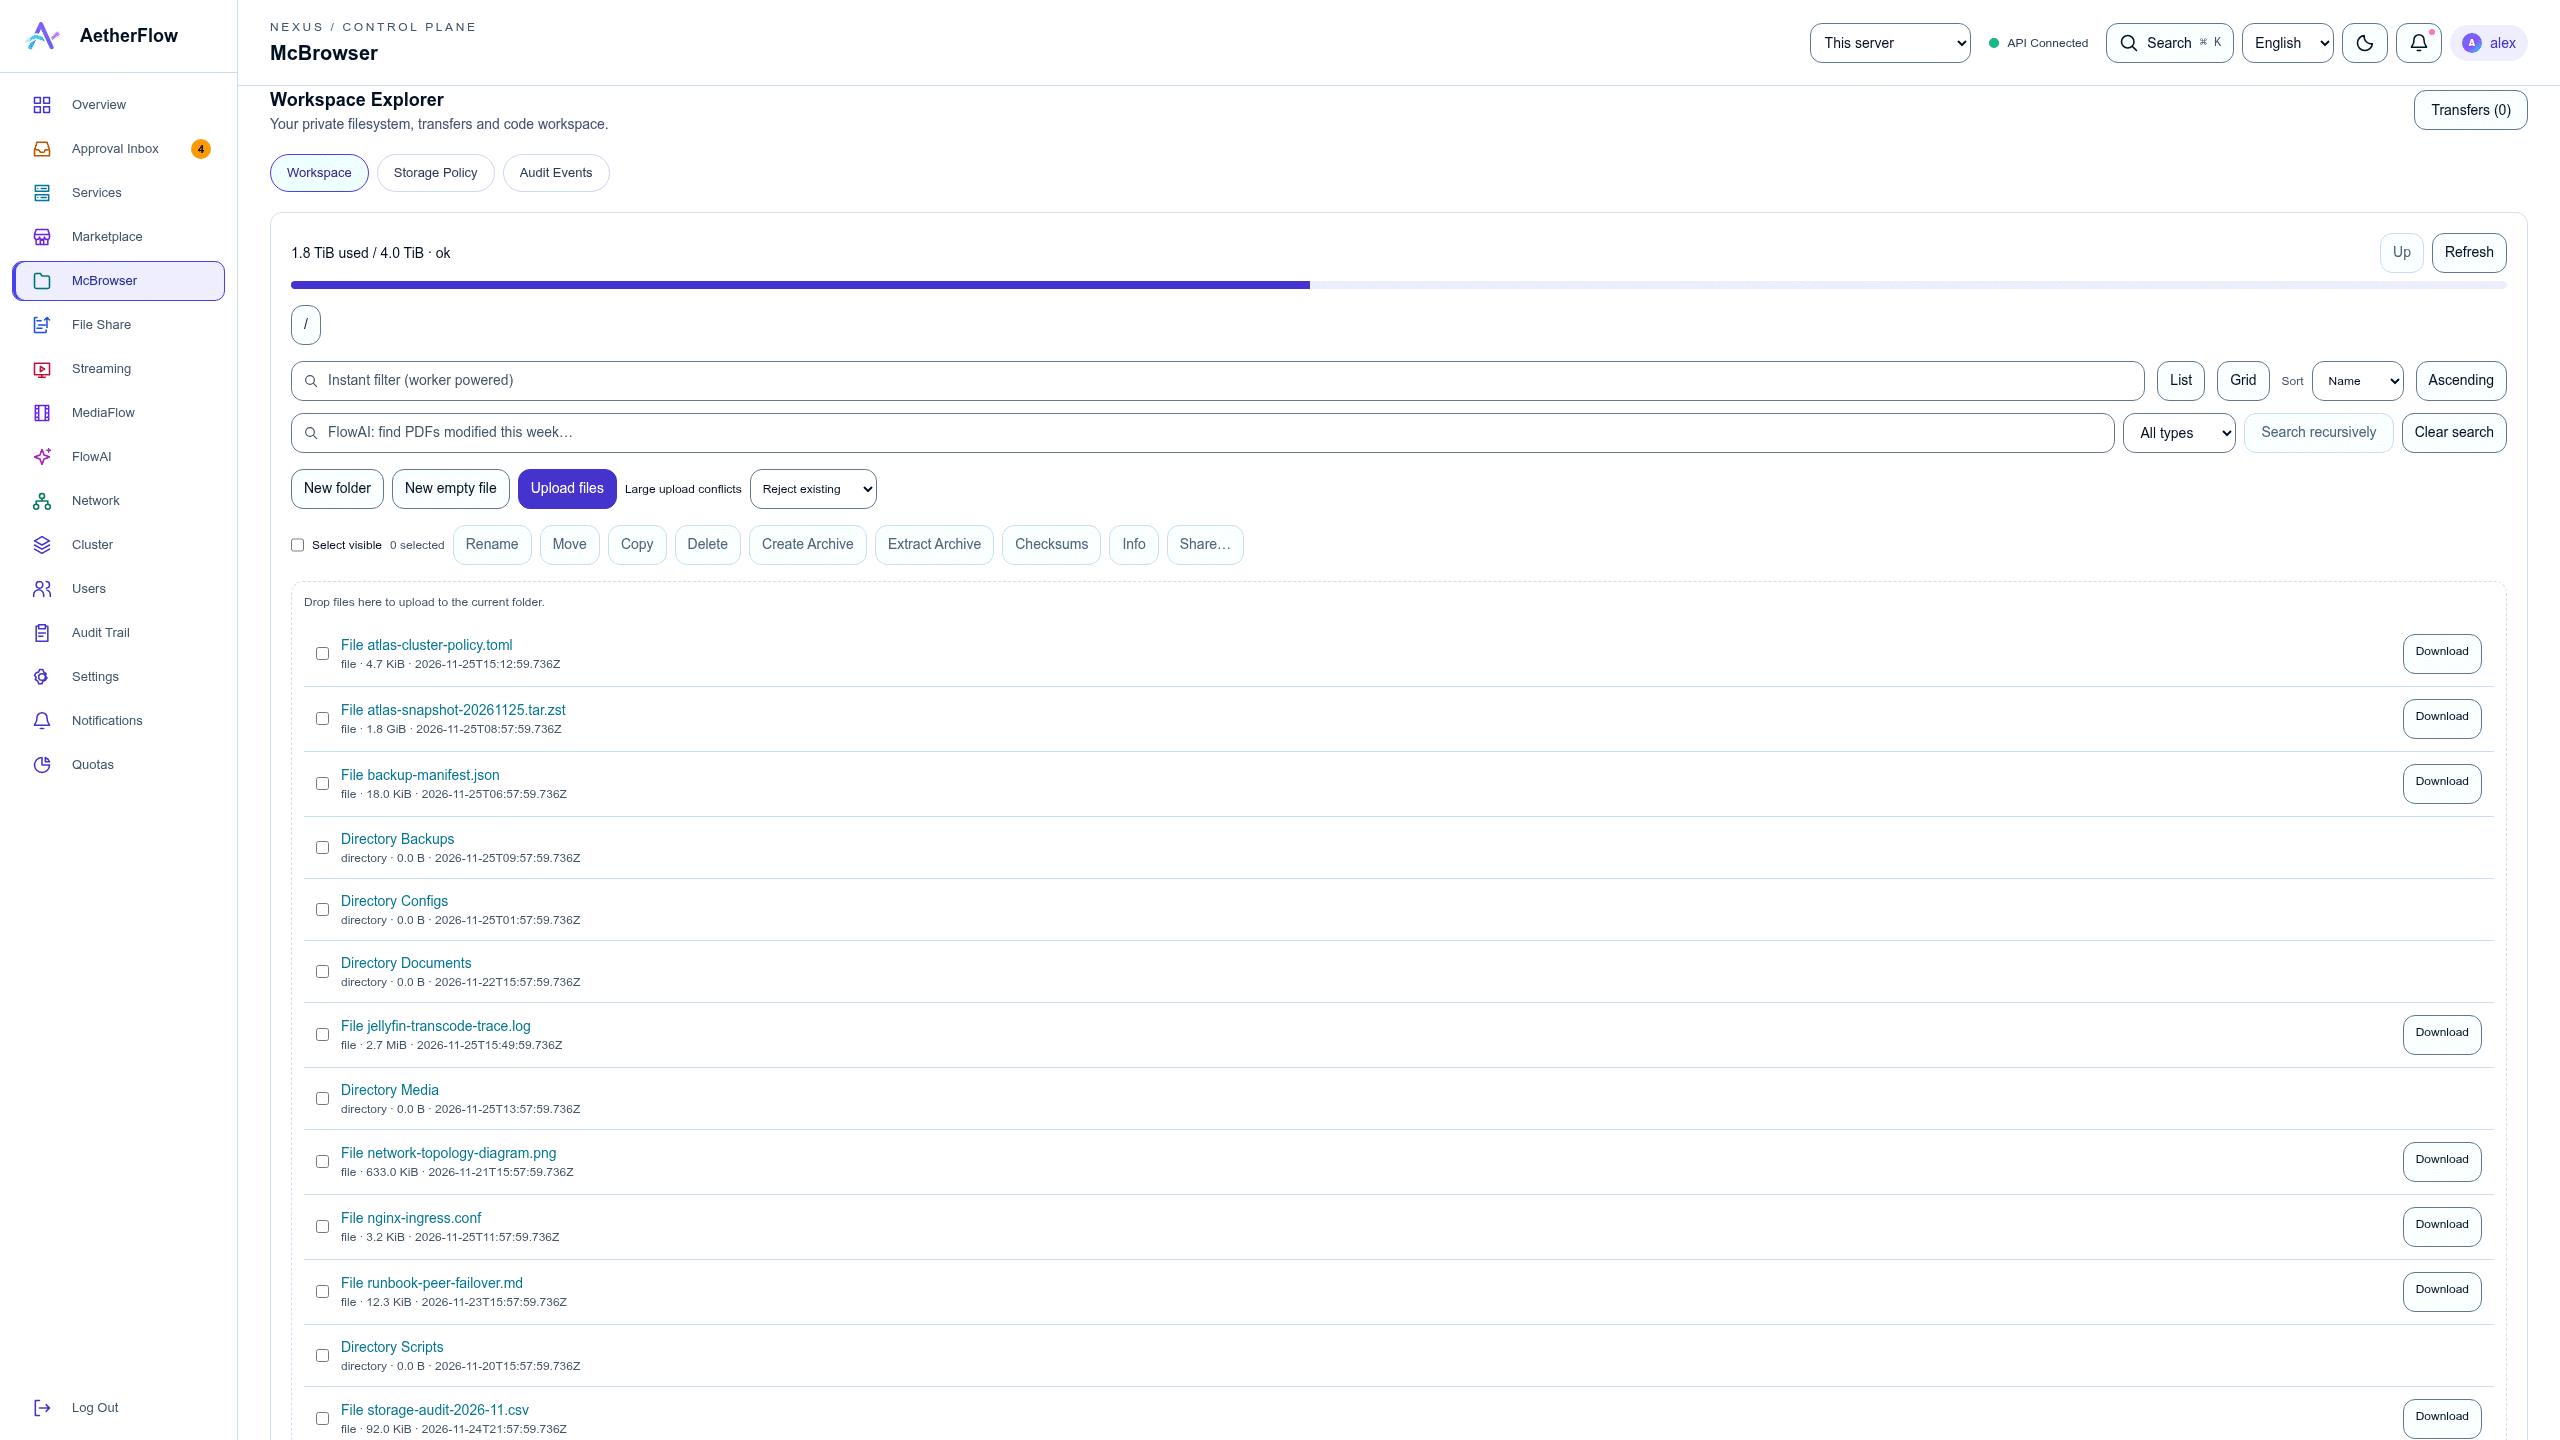 AetherFlow
Overview
Approval Inbox 4
Services
Marketplace
McBrowser
File Share
Streaming
MediaFlow
FlowAI
Network
Cluster
Users
Audit Trail
Settings
Notifications
Quotas
Log Out
NEXUS / CONTROL PLANE
McBrowser
This server
API Connected
Search ⌘ K
English
A alex
Workspace Explorer
Your private filesystem, transfers and code workspace.
Transfers (0)
Workspace Storage Policy Audit Events
1.8 TiB used / 4.0 TiB · ok
Up Refresh
/
Instant filter (worker powered) List Grid Sort Name Ascending
FlowAI: find PDFs modified this week… All types Search recursively Clear search
New folder New empty file Upload files Large upload conflicts Reject existing
Select visible 0 selected Rename Move Copy Delete Create Archive Extract Archive Checksums Info Share…
Drop files here to upload to the current folder.
File atlas-cluster-policy.toml
file · 4.7 KiB · 2026-11-25T15:12:59.736Z
Download
File atlas-snapshot-20261125.tar.zst
file · 1.8 GiB · 2026-11-25T08:57:59.736Z
Download
File backup-manifest.json
file · 18.0 KiB · 2026-11-25T06:57:59.736Z
Download
Directory Backups
directory · 0.0 B · 2026-11-25T09:57:59.736Z
Directory Configs
directory · 0.0 B · 2026-11-25T01:57:59.736Z
Directory Documents
directory · 0.0 B · 2026-11-22T15:57:59.736Z
File jellyfin-transcode-trace.log
file · 2.7 MiB · 2026-11-25T15:49:59.736Z
Download
Directory Media
directory · 0.0 B · 2026-11-25T13:57:59.736Z
File network-topology-diagram.png
file · 633.0 KiB · 2026-11-21T15:57:59.736Z
Download
File nginx-ingress.conf
file · 3.2 KiB · 2026-11-25T11:57:59.736Z
Download
File runbook-peer-failover.md
file · 12.3 KiB · 2026-11-23T15:57:59.736Z
Download
Directory Scripts
directory · 0.0 B · 2026-11-20T15:57:59.736Z
File storage-audit-2026-11.csv
file · 92.0 KiB · 2026-11-24T21:57:59.736Z
Download